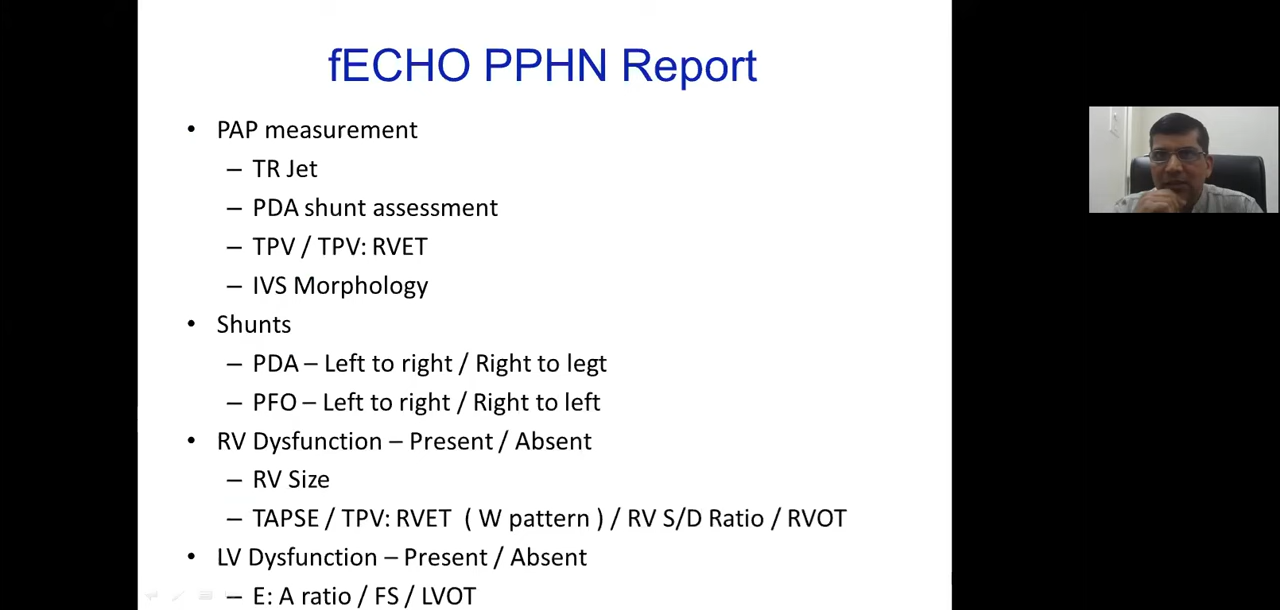 fECHO PPHN Report
• PAP measurement
– TR Jet
– PDA shunt assessment
– TPV / TPV: RVET
– IVS Morphology
• Shunts
– PDA – Left to right / Right to legt
– PFO – Left to right / Right to left
• RV Dysfunction – Present / Absent
– RV Size
– TAPSE / TPV: RVET ( W pattern ) / RV S/D Ratio / RVOT
• LV Dysfunction – Present / Absent
– E: A ratio / FS / LVOT